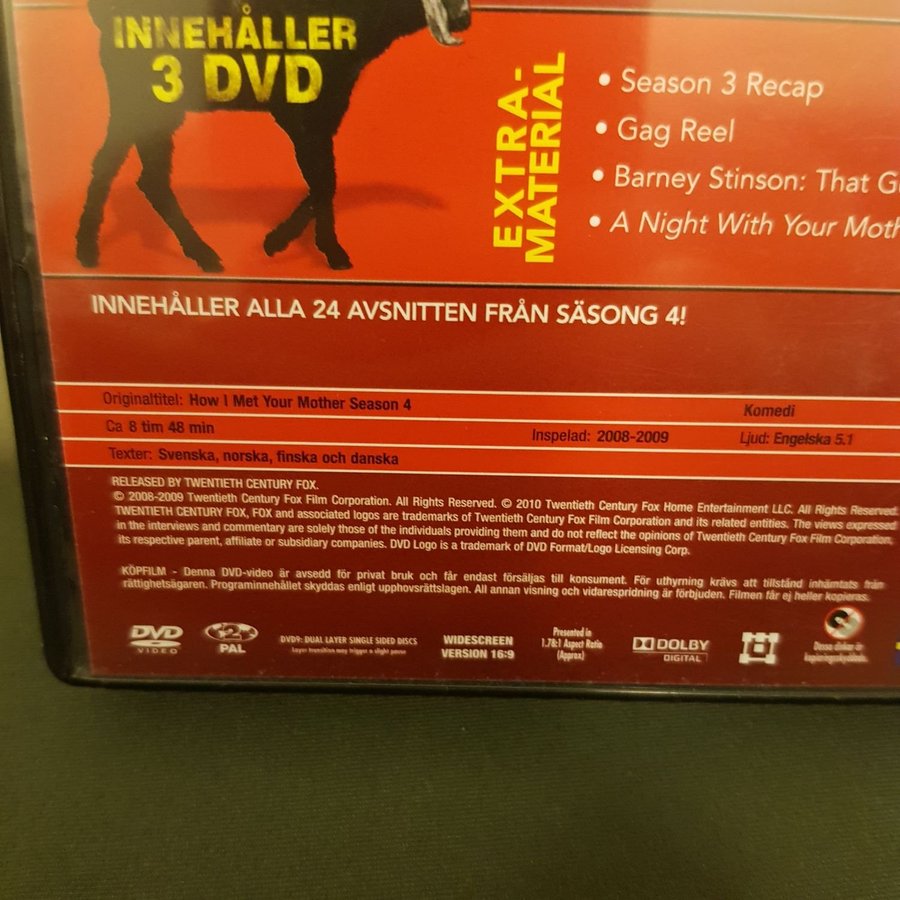 INNEHÅLLER
3 DVD
EXTRA-
MATERIAL
• Season 3 Recap
• Gag Reel
• Barney Stinson: That
• A Night With Your
INNEHÅLLER ALLA 24 AVSNITTEN FRÅN SÄSONG 4!
Originaltitel: How I Met Your Mother Season 4
Komedi
Ca 8 tim 48 min
Inspelad: 2008-2009
Ljud: Engelska 5.1
Texter: Svenska, norska, finska och danska
RELEASED BY TWENTIETH CENTURY FOX.
© 2008-2009 Twentieth Century Fox Film Corporation. All Rights Reserved. © 2010 Twentieth Century Fox Home Entertainment LLC. All Rights Reserved.
TWENTIETH CENTURY FOX, FOX and associated logos are trademarks of Twentieth Century Fox Film Corporation and its related entities. The views expressed
in the interviews and commentary are solely those of the individuals providing them and do not reflect the opinions of Twentieth Century Fox Film Corporation,
its respective parent, affiliate or subsidiary companies. DVD Logo is a trademark of DVD Format/Logo Licensing Corp.
KÖPFILM - Denna DVD-video är avsedd för privat bruk och får endast försäljas till konsument. För uthyrning krävs att tillstånd inhämtats från
rättighetsägaren. Programinnehållet skyddas enligt upphovsrättslagen. All annan visning och vidarespridning är förbjuden. Filmen får ej heller kopieras.
DVD
VIDEO
2
PAL
DVD9: DUAL LAYER SINGLE SIDED DISCS
Layer transition may trigger a slight pause
WIDESCREEN
VERSION 16:9
Presented in
1.78:1 Aspect Ratio
(Approx)
DOLBY
DIGITAL
Dessa diskar är
kopieringsskyddade.